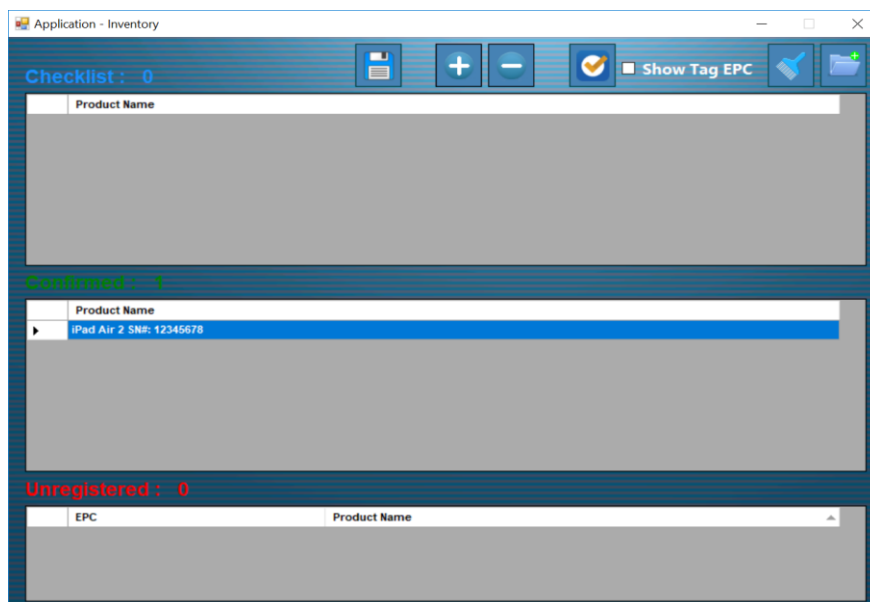 Application - Inventory
Checklist : 0
Show Tag EPC
Product Name
Confirmed : 1
Product Name
iPad Air 2 SN#: 12345678
Unregistered : 0
EPC Product Name